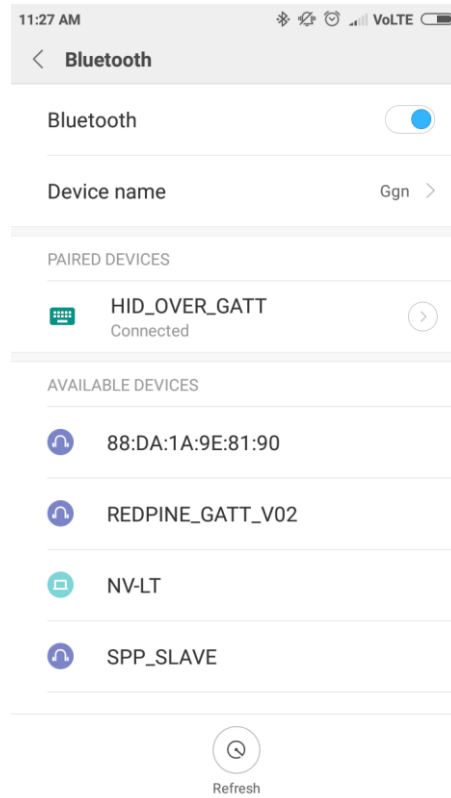 11:27 AM VoLTE
Bluetooth
Bluetooth
Device name Ggn
PAIRED DEVICES
HID_OVER_GATT
Connected
AVAILABLE DEVICES
88:DA:1A:9E:81:90
REDPINE_GATT_V02
NV-LT
SPP_SLAVE
Refresh